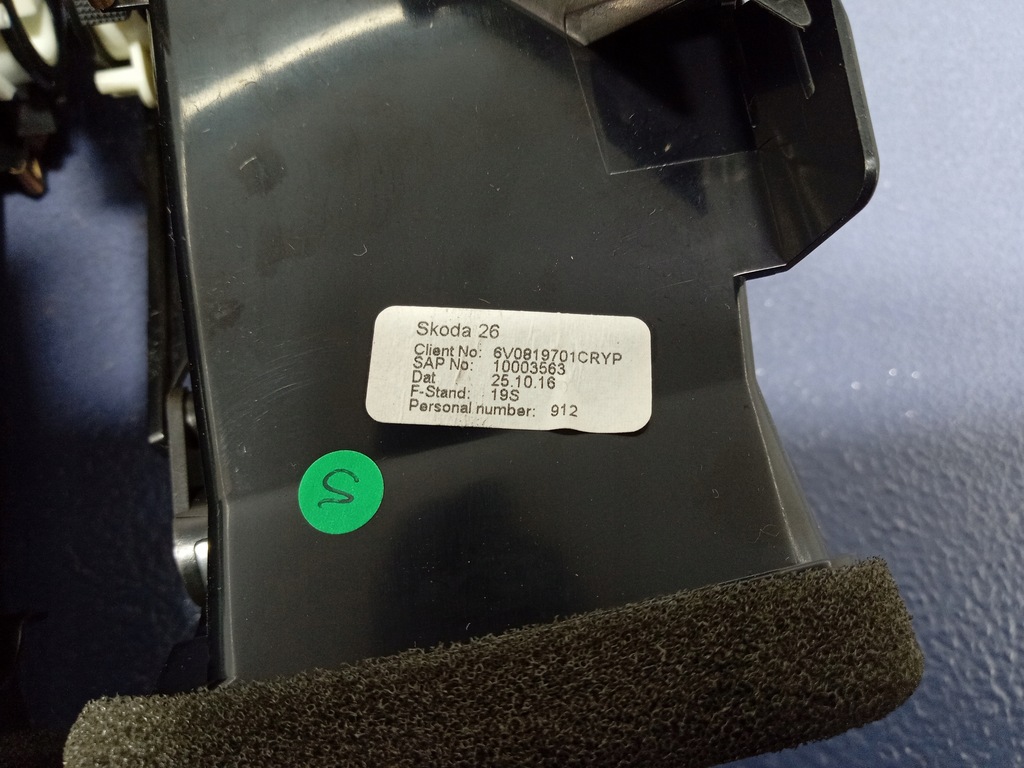 Skoda 26
Client No: 6V0819701CRYP
SAP No: 10003563
Dat 25.10.16
F-Stand: 19S
Personal number: 912
S